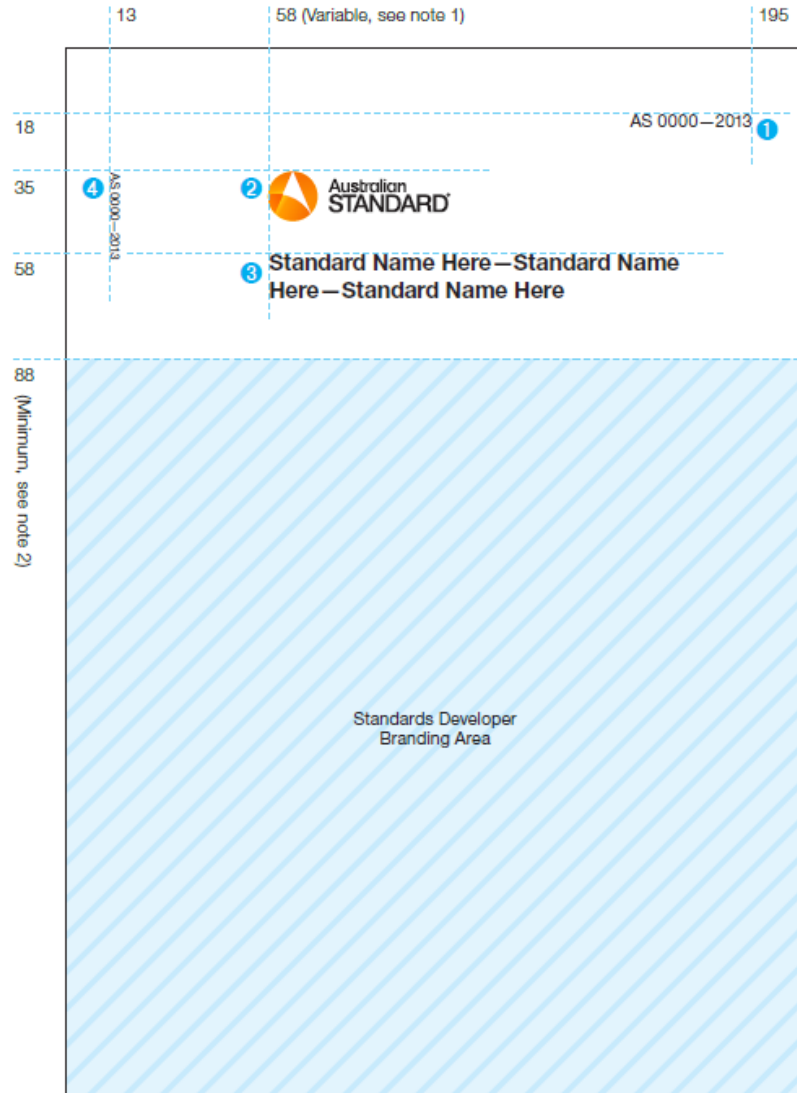 13
58 (Variable, see note 1)
195
18
AS 0000—2013
1
35
4
AS 0000—2013
2
Australian
STANDARD®
58
3
Standard Name Here—Standard Name
Here—Standard Name Here
88
(Minimum, see note 2)
Standards Developer
Branding Area